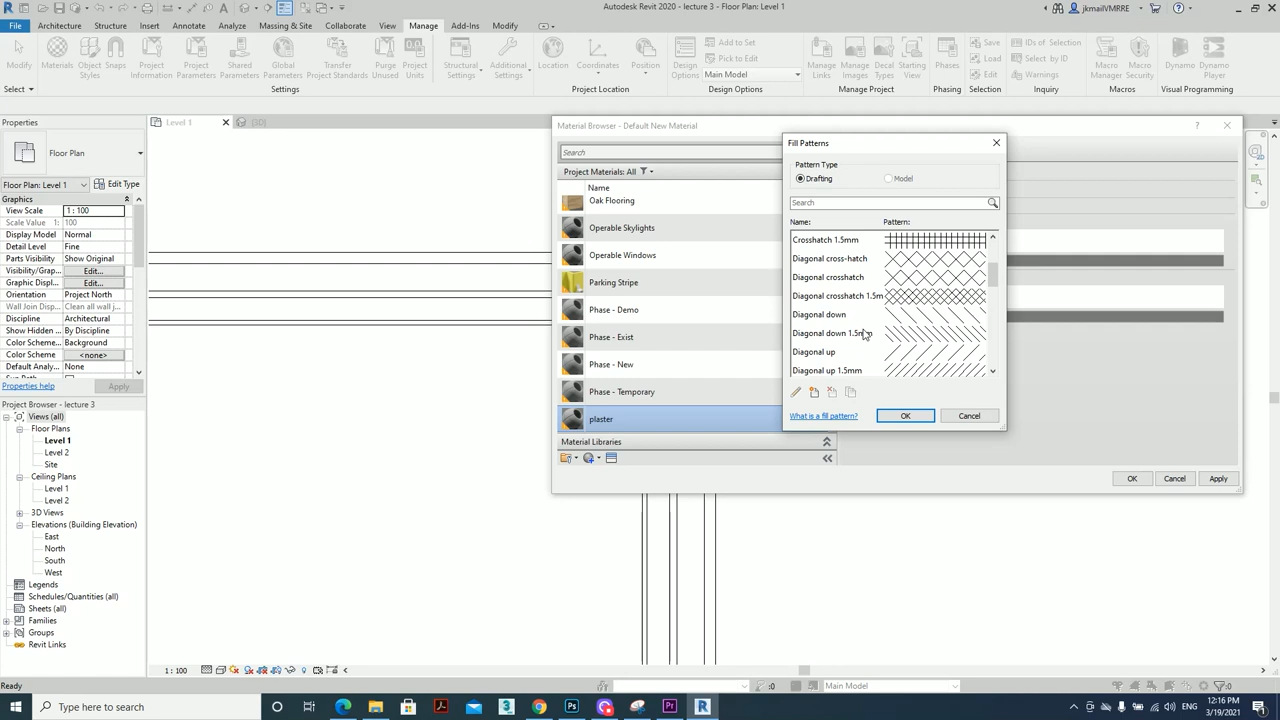 Autodesk Revit 2020 - lecture 3 - Floor Plan: Level 1
jkmailVMRRE
File
Architecture
Structure
Insert
Annotate
Analyze
Massing & Site
Collaborate
View
Manage
Add-Ins
Modify
Modify
Materials
Object Styles
Snaps
Project Information
Project Parameters
Shared Parameters
Global Parameters
Transfer Project Standards
Purge Unused
Project Units
Structural Settings
Additional Settings
Location
Coordinates
Position
Design Options
Add to Set
Pick to Edit
Main Model
Manage Links
Manage Images
Decal Types
Starting View
Phases
Save
Load
Edit
IDs of Selection
Select by ID
Warnings
Macro Manager
Macro Security
Dynamo
Dynamo Player
Select
Settings
Project Location
Design Options
Manage Project
Phasing
Selection
Inquiry
Macros
Visual Programming
Properties
Floor Plan
Floor Plan: Level 1
Edit Type
Graphics
View Scale 1 : 100
Scale Value 1: 100
Display Model Normal
Detail Level Fine
Parts Visibility Show Original
Visibility/Grap... Edit...
Graphic Displ... Edit...
Orientation Project North
Wall Join Displ... Clean all wall j...
Discipline Architectural
Show Hidden ... By Discipline
Color Scheme ... Background
Color Scheme <none>
Default Analy... None
Properties help
Apply
Project Browser - lecture 3
Views (all)
Floor Plans
Level 1
Level 2
Site
Ceiling Plans
Level 1
Level 2
3D Views
Elevations (Building Elevation)
East
North
South
West
Legends
Schedules/Quantities (all)
Sheets (all)
Families
Groups
Revit Links
Level 1
{3D}
Material Browser - Default New Material
Search
Project Materials: All
Name
Oak Flooring
Operable Skylights
Operable Windows
Parking Stripe
Phase - Demo
Phase - Exist
Phase - New
Phase - Temporary
plaster
Material Libraries
OK
Cancel
Apply
Fill Patterns
Pattern Type
Drafting
Model
Search
Name:
Pattern:
Crosshatch 1.5mm
Diagonal cross-hatch
Diagonal crosshatch
Diagonal crosshatch 1.5m
Diagonal down
Diagonal down 1.5mm
Diagonal up
Diagonal up 1.5mm
What is a fill pattern?
OK
Cancel
1 : 100
Ready
:0
Main Model
:0
Type here to search
ENG
12:16 PM
3/19/2021